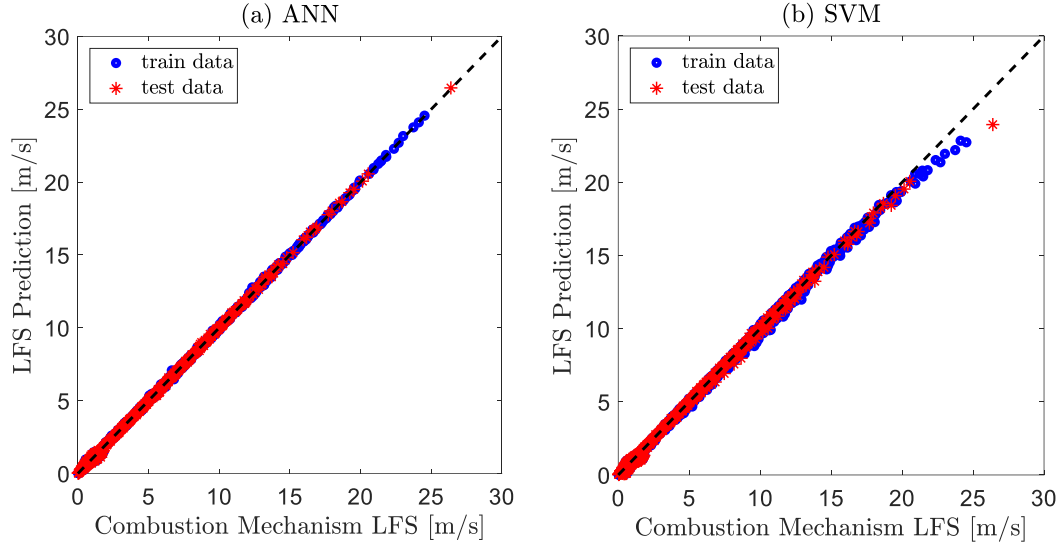 (a) ANN
LFS Prediction [m/s]
30
25
20
15
10
5
0
train data
test data
0 5 10 15 20 25 30
Combustion Mechanism LFS [m/s]
(b) SVM
LFS Prediction [m/s]
30
25
20
15
10
5
0
train data
test data
0 5 10 15 20 25 30
Combustion Mechanism LFS [m/s]